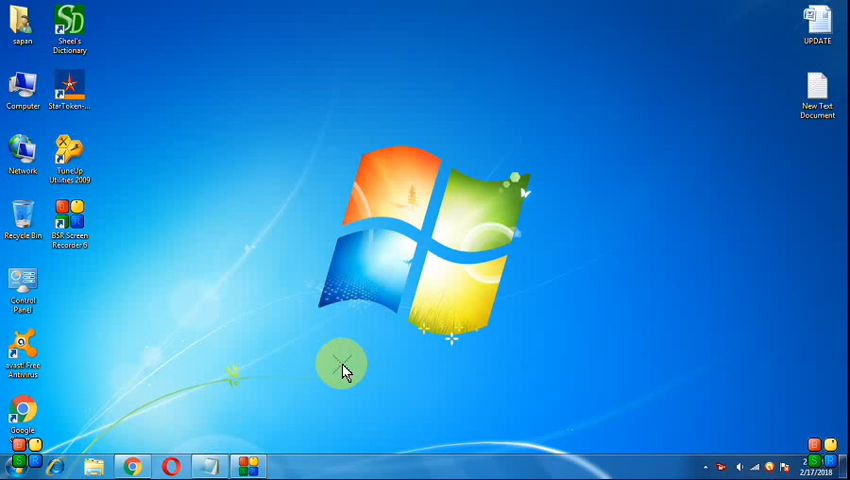 sapan
Sheel's
Dictionary
Computer
StarToken-...
Network
TuneUp
Utilities 2009
Recycle Bin
BSR Screen
Recorder 6
Control
Panel
avast! Free
Antivirus
Google
UPDATE
New Text
Document
B
S R
B
S R
2/17/2018